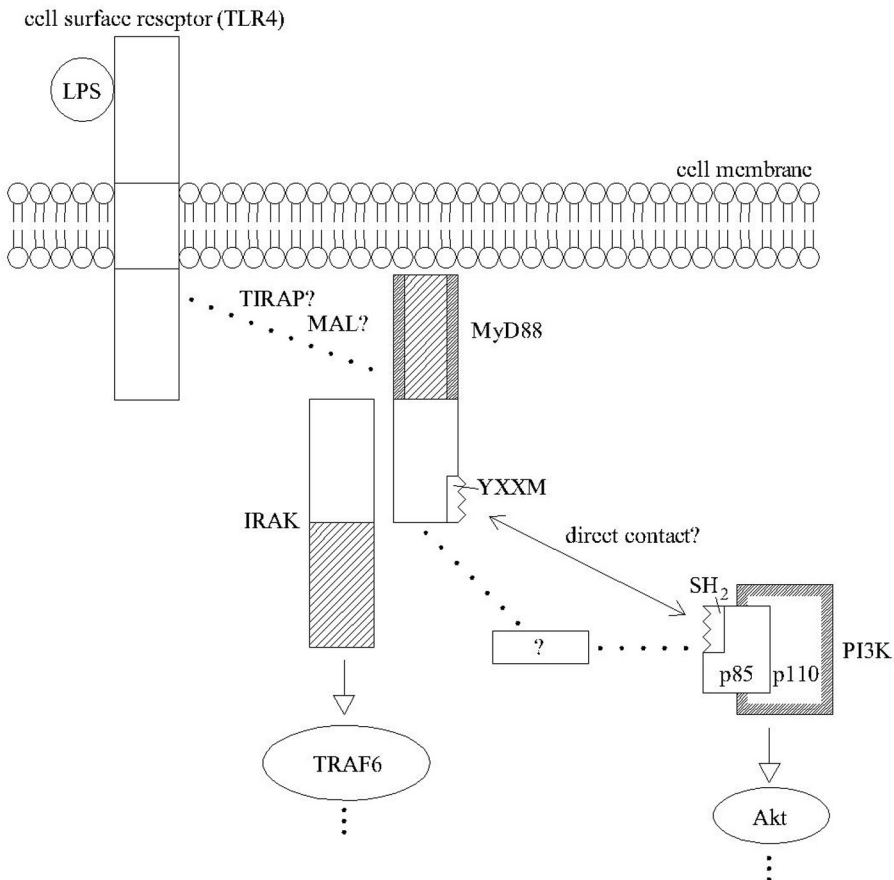 cell surface reseptor (TLR4)
LPS
cell membrane
TIRAP?
MAL?
MyD88
YXXM
IRAK
direct contact?
SH2
?
PI3K
p85
p110
TRAF6
Akt